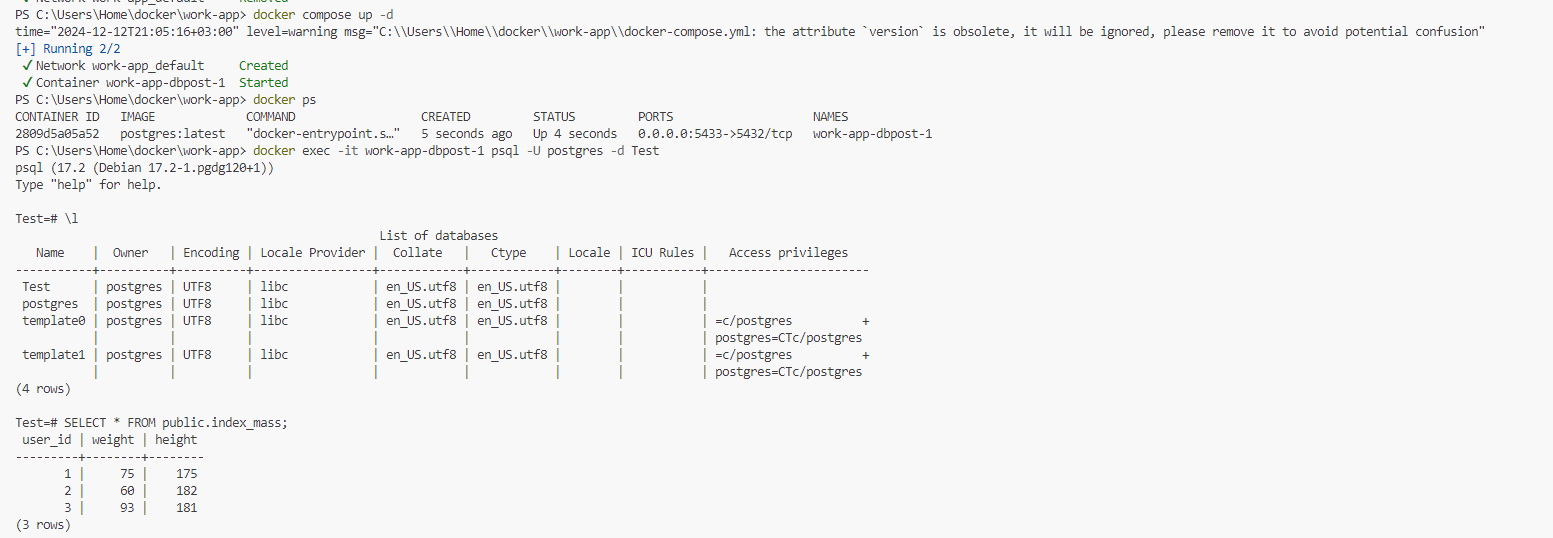 ✓ Network work-app_default      Removed
PS C:\Users\Home\docker\work-app> docker compose up -d
time="2024-12-12T21:05:16+03:00" level=warning msg="C:\\Users\\Home\\docker\\work-app\\docker-compose.yml: the attribute `version` is obsolete, it will be ignored, please remove it to avoid potential confusion"
[+] Running 2/2
 ✓ Network work-app_default     Created
 ✓ Container work-app-dbpost-1  Started
PS C:\Users\Home\docker\work-app> docker ps
CONTAINER ID   IMAGE             COMMAND                  CREATED         STATUS         PORTS                    NAMES
2809d5a05a52   postgres:latest   "docker-entrypoint.s…"   5 seconds ago   Up 4 seconds   0.0.0.0:5433->5432/tcp   work-app-dbpost-1
PS C:\Users\Home\docker\work-app> docker exec -it work-app-dbpost-1 psql -U postgres -d Test
psql (17.2 (Debian 17.2-1.pgdg120+1))
Type "help" for help.

Test=# \l
                                                    List of databases
   Name    |  Owner   | Encoding | Locale Provider |  Collate   |   Ctype    | Locale | ICU Rules |   Access privileges
-----------+----------+----------+-----------------+------------+------------+--------+-----------+-----------------------
 Test      | postgres | UTF8     | libc            | en_US.utf8 | en_US.utf8 |        |           |
 postgres  | postgres | UTF8     | libc            | en_US.utf8 | en_US.utf8 |        |           |
 template0 | postgres | UTF8     | libc            | en_US.utf8 | en_US.utf8 |        |           | =c/postgres          +
           |          |          |                 |            |            |        |           | postgres=CTc/postgres
 template1 | postgres | UTF8     | libc            | en_US.utf8 | en_US.utf8 |        |           | =c/postgres          +
           |          |          |                 |            |            |        |           | postgres=CTc/postgres
(4 rows)

Test=# SELECT * FROM public.index_mass;
 user_id | weight | height
---------+--------+--------
       1 |     75 |    175
       2 |     60 |    182
       3 |     93 |    181
(3 rows)